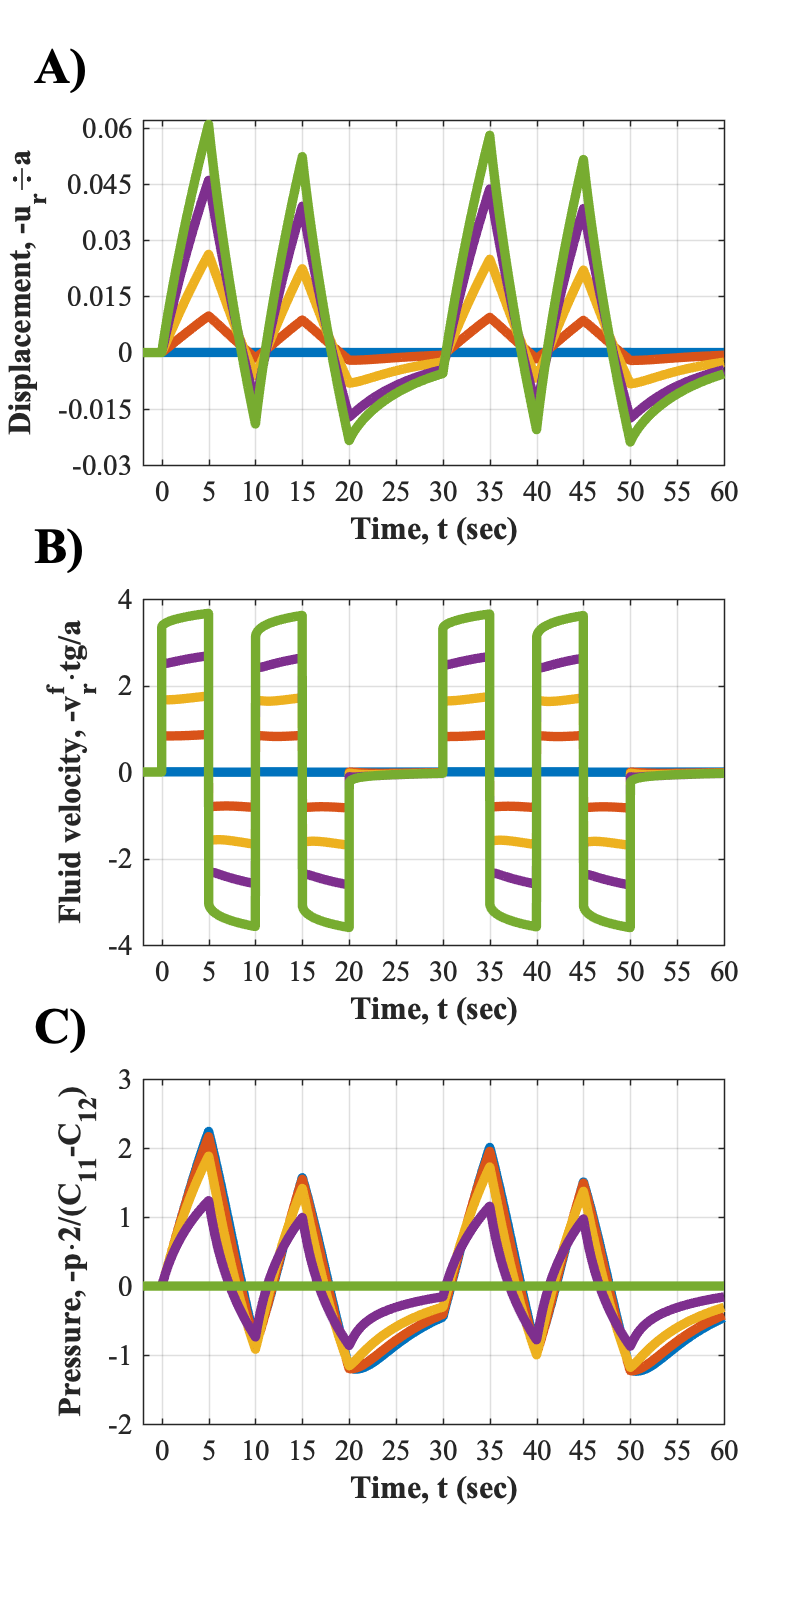 A)
0.06
0.045
0.03
0.015
0
-0.015
-0.03
Displacement, -u_r ÷a
0 5 10 15 20 25 30 35 40 45 50 55 60
Time, t (sec)
B)
4
2
0
-2
-4
Fluid velocity, -v_r^f·tg/a
0 5 10 15 20 25 30 35 40 45 50 55 60
Time, t (sec)
C)
3
2
1
0
-1
-2
Pressure, -p·2/(C_11-C_12)
0 5 10 15 20 25 30 35 40 45 50 55 60
Time, t (sec)